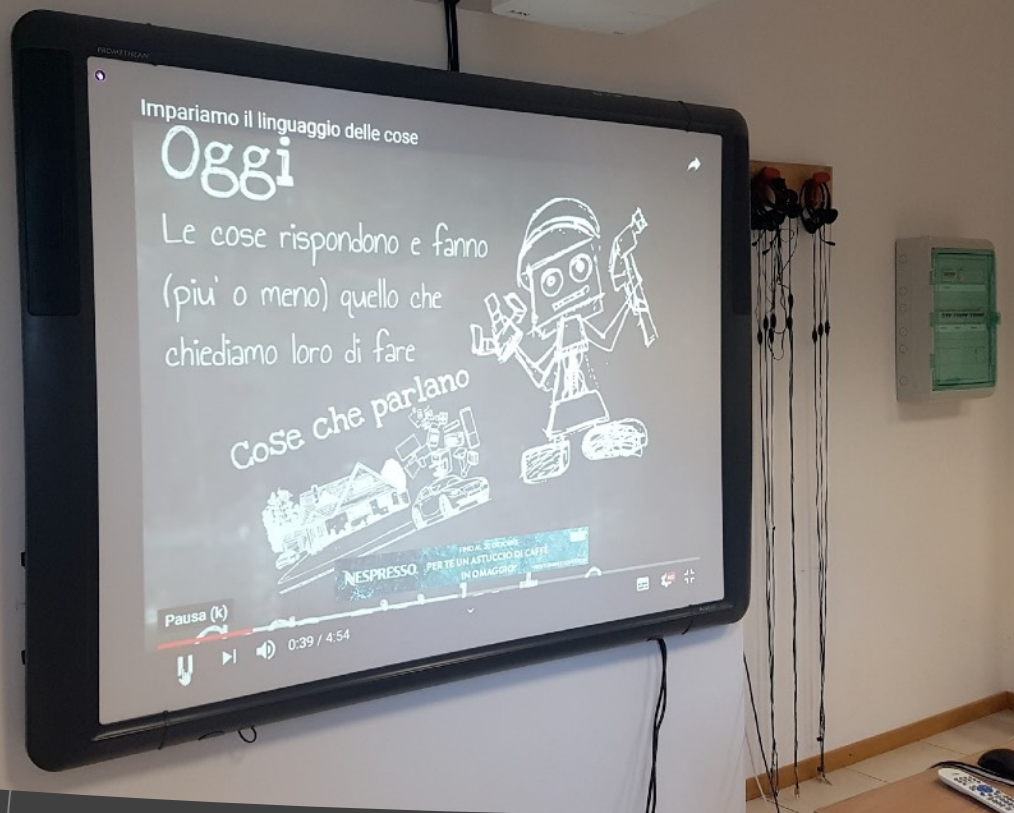 PROMETHEAN
Impariamo il linguaggio delle cose
Oggi
Le cose rispondono e fanno
(piu' o meno) quello che
chiediamo loro di fare
Cose che parlano
NESPRESSO.
PER TE UN ASTUCCIO DI CAFFÈ
IN OMAGGIO*
Pausa (k)
0:39 / 4:54